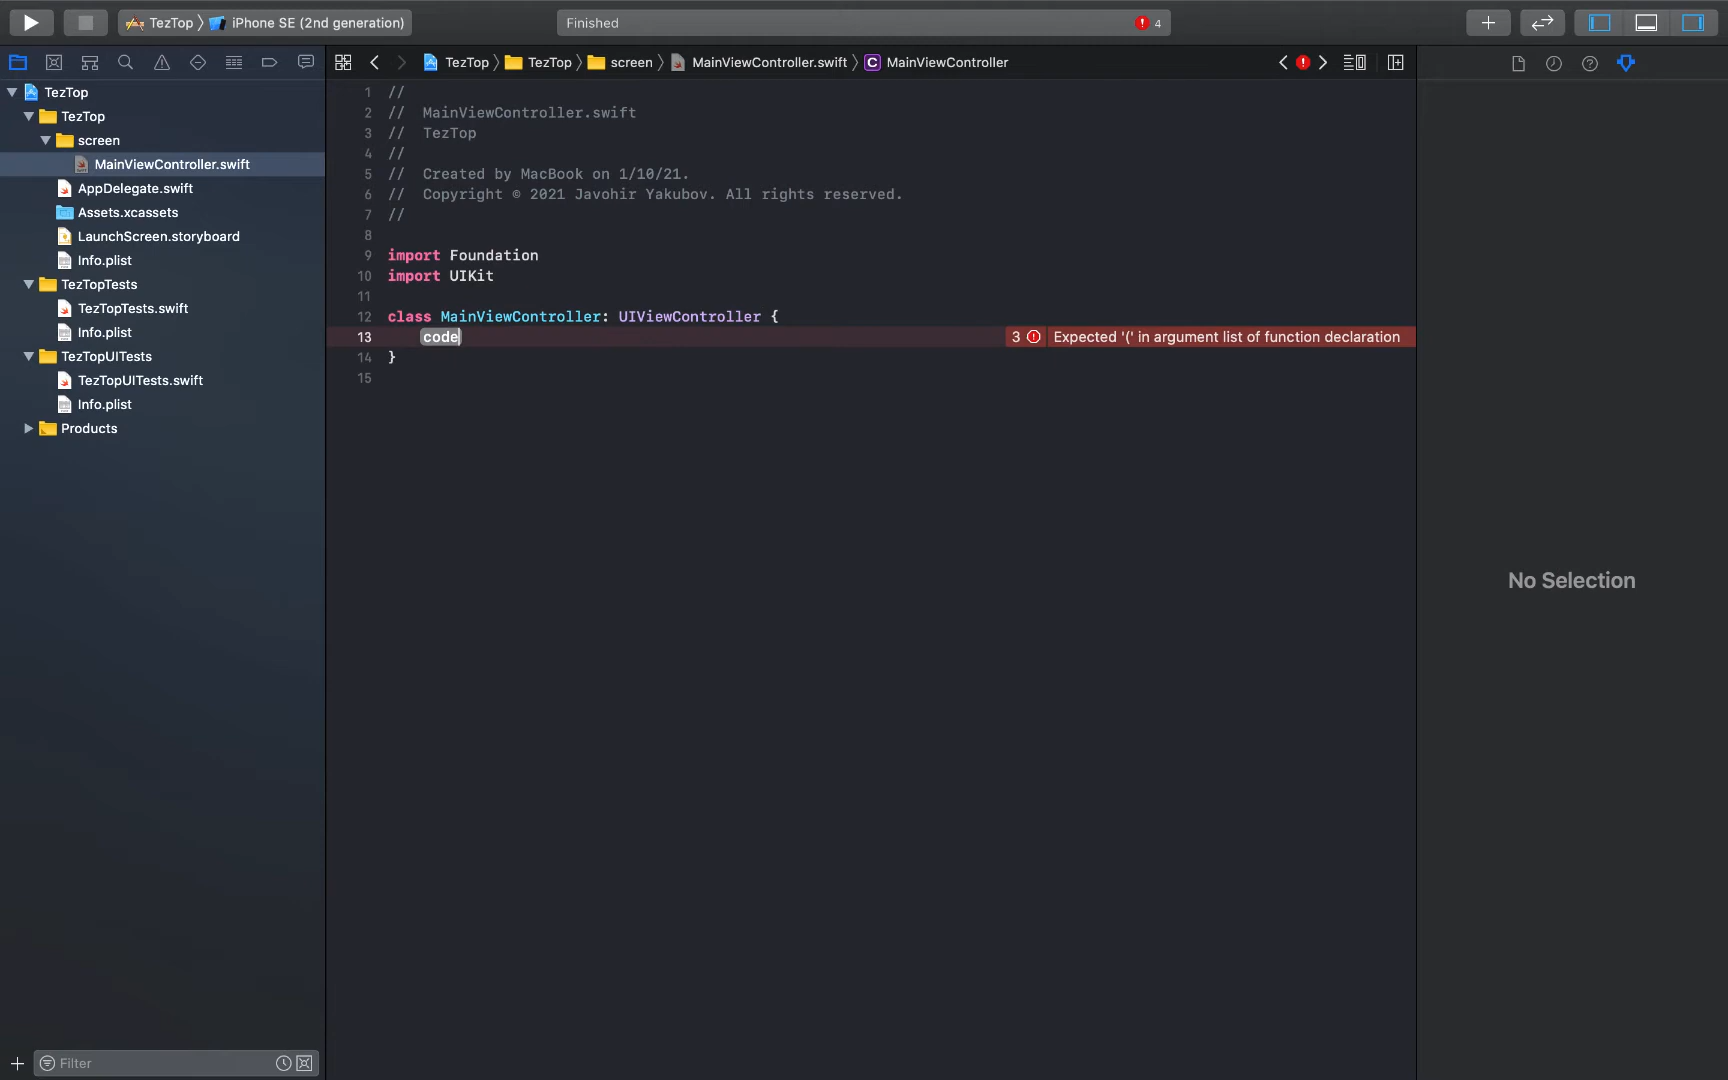 TezTop iPhone SE (2nd generation) Finished 4
TezTop TezTop screen MainViewController.swift C MainViewController
TezTop
TezTop
screen
MainViewController.swift
AppDelegate.swift
Assets.xcassets
LaunchScreen.storyboard
Info.plist
TezTopTests
TezTopTests.swift
Info.plist
TezTopUITests
TezTopUITests.swift
Info.plist
Products
Filter
1 //
2 // MainViewController.swift
3 // TezTop
4 //
5 // Created by MacBook on 1/10/21.
6 // Copyright © 2021 Javohir Yakubov. All rights reserved.
7 //
8
9 import Foundation
10 import UIKit
11
12 class MainViewController: UIViewController {
13 code 3 Expected '(' in argument list of function declaration
14 }
15
No Selection